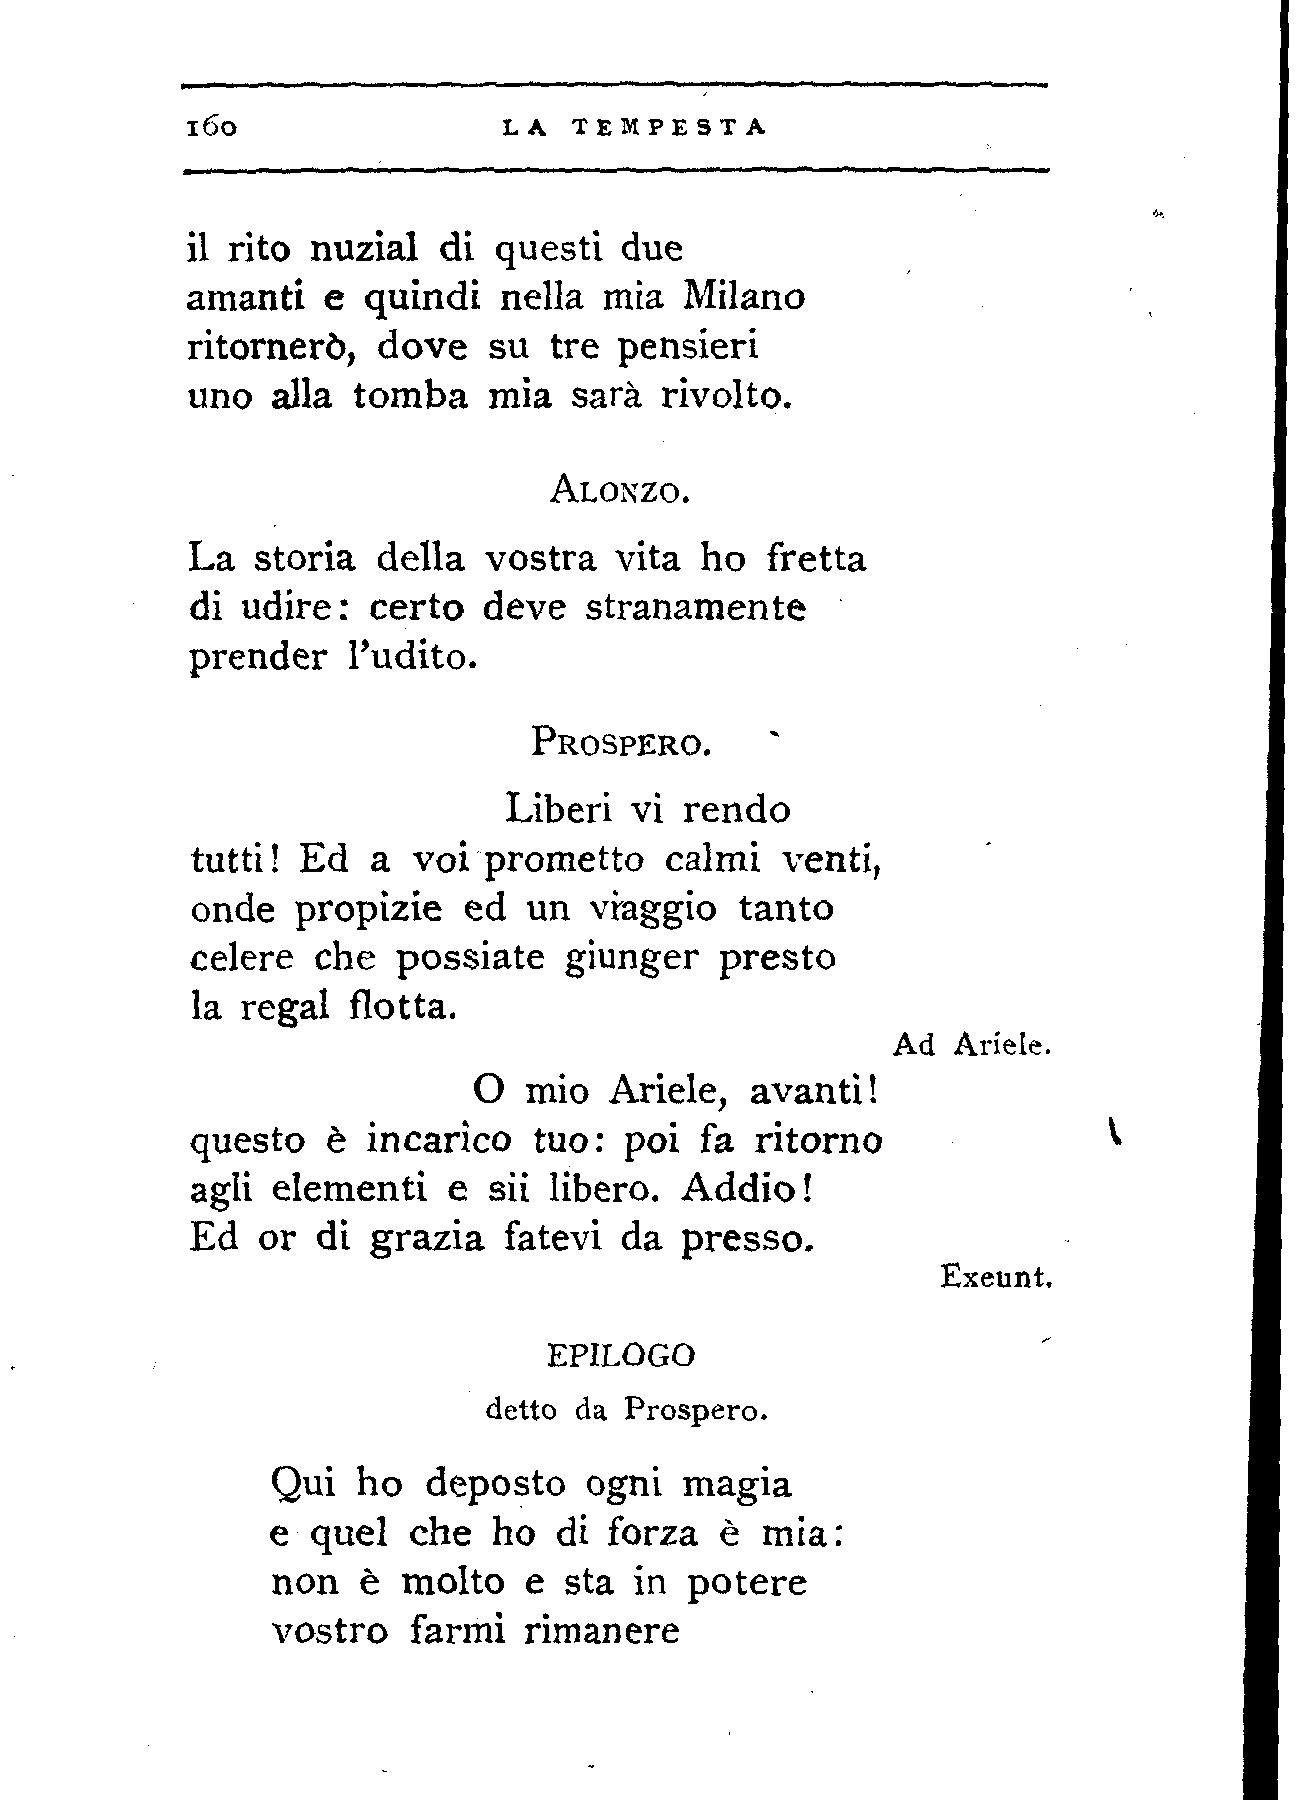 160 LA TEMPESTA
il rito nuzial di questi due
amanti e quindi nella mia Milano
ritornerò, dove su tre pensieri
uno alla tomba mia sarà rivolto.
ALONZO.
La storia della vostra vita ho fretta
di udire: certo deve stranamente
prender l'udito.
PROSPERO.
Liberi vi rendo
tutti! Ed a voi prometto calmi venti,
onde propizie ed un viaggio tanto
celere che possiate giunger presto
la regal flotta.
Ad Ariele.
O mio Ariele, avanti!
questo è incarico tuo: poi fa ritorno
agli elementi e sii libero. Addio!
Ed or di grazia fatevi da presso.
Exeunt.
EPILOGO
detto da Prospero.
Qui ho deposto ogni magia
e quel che ho di forza è mia:
non è molto e sta in potere
vostro farmi rimanere